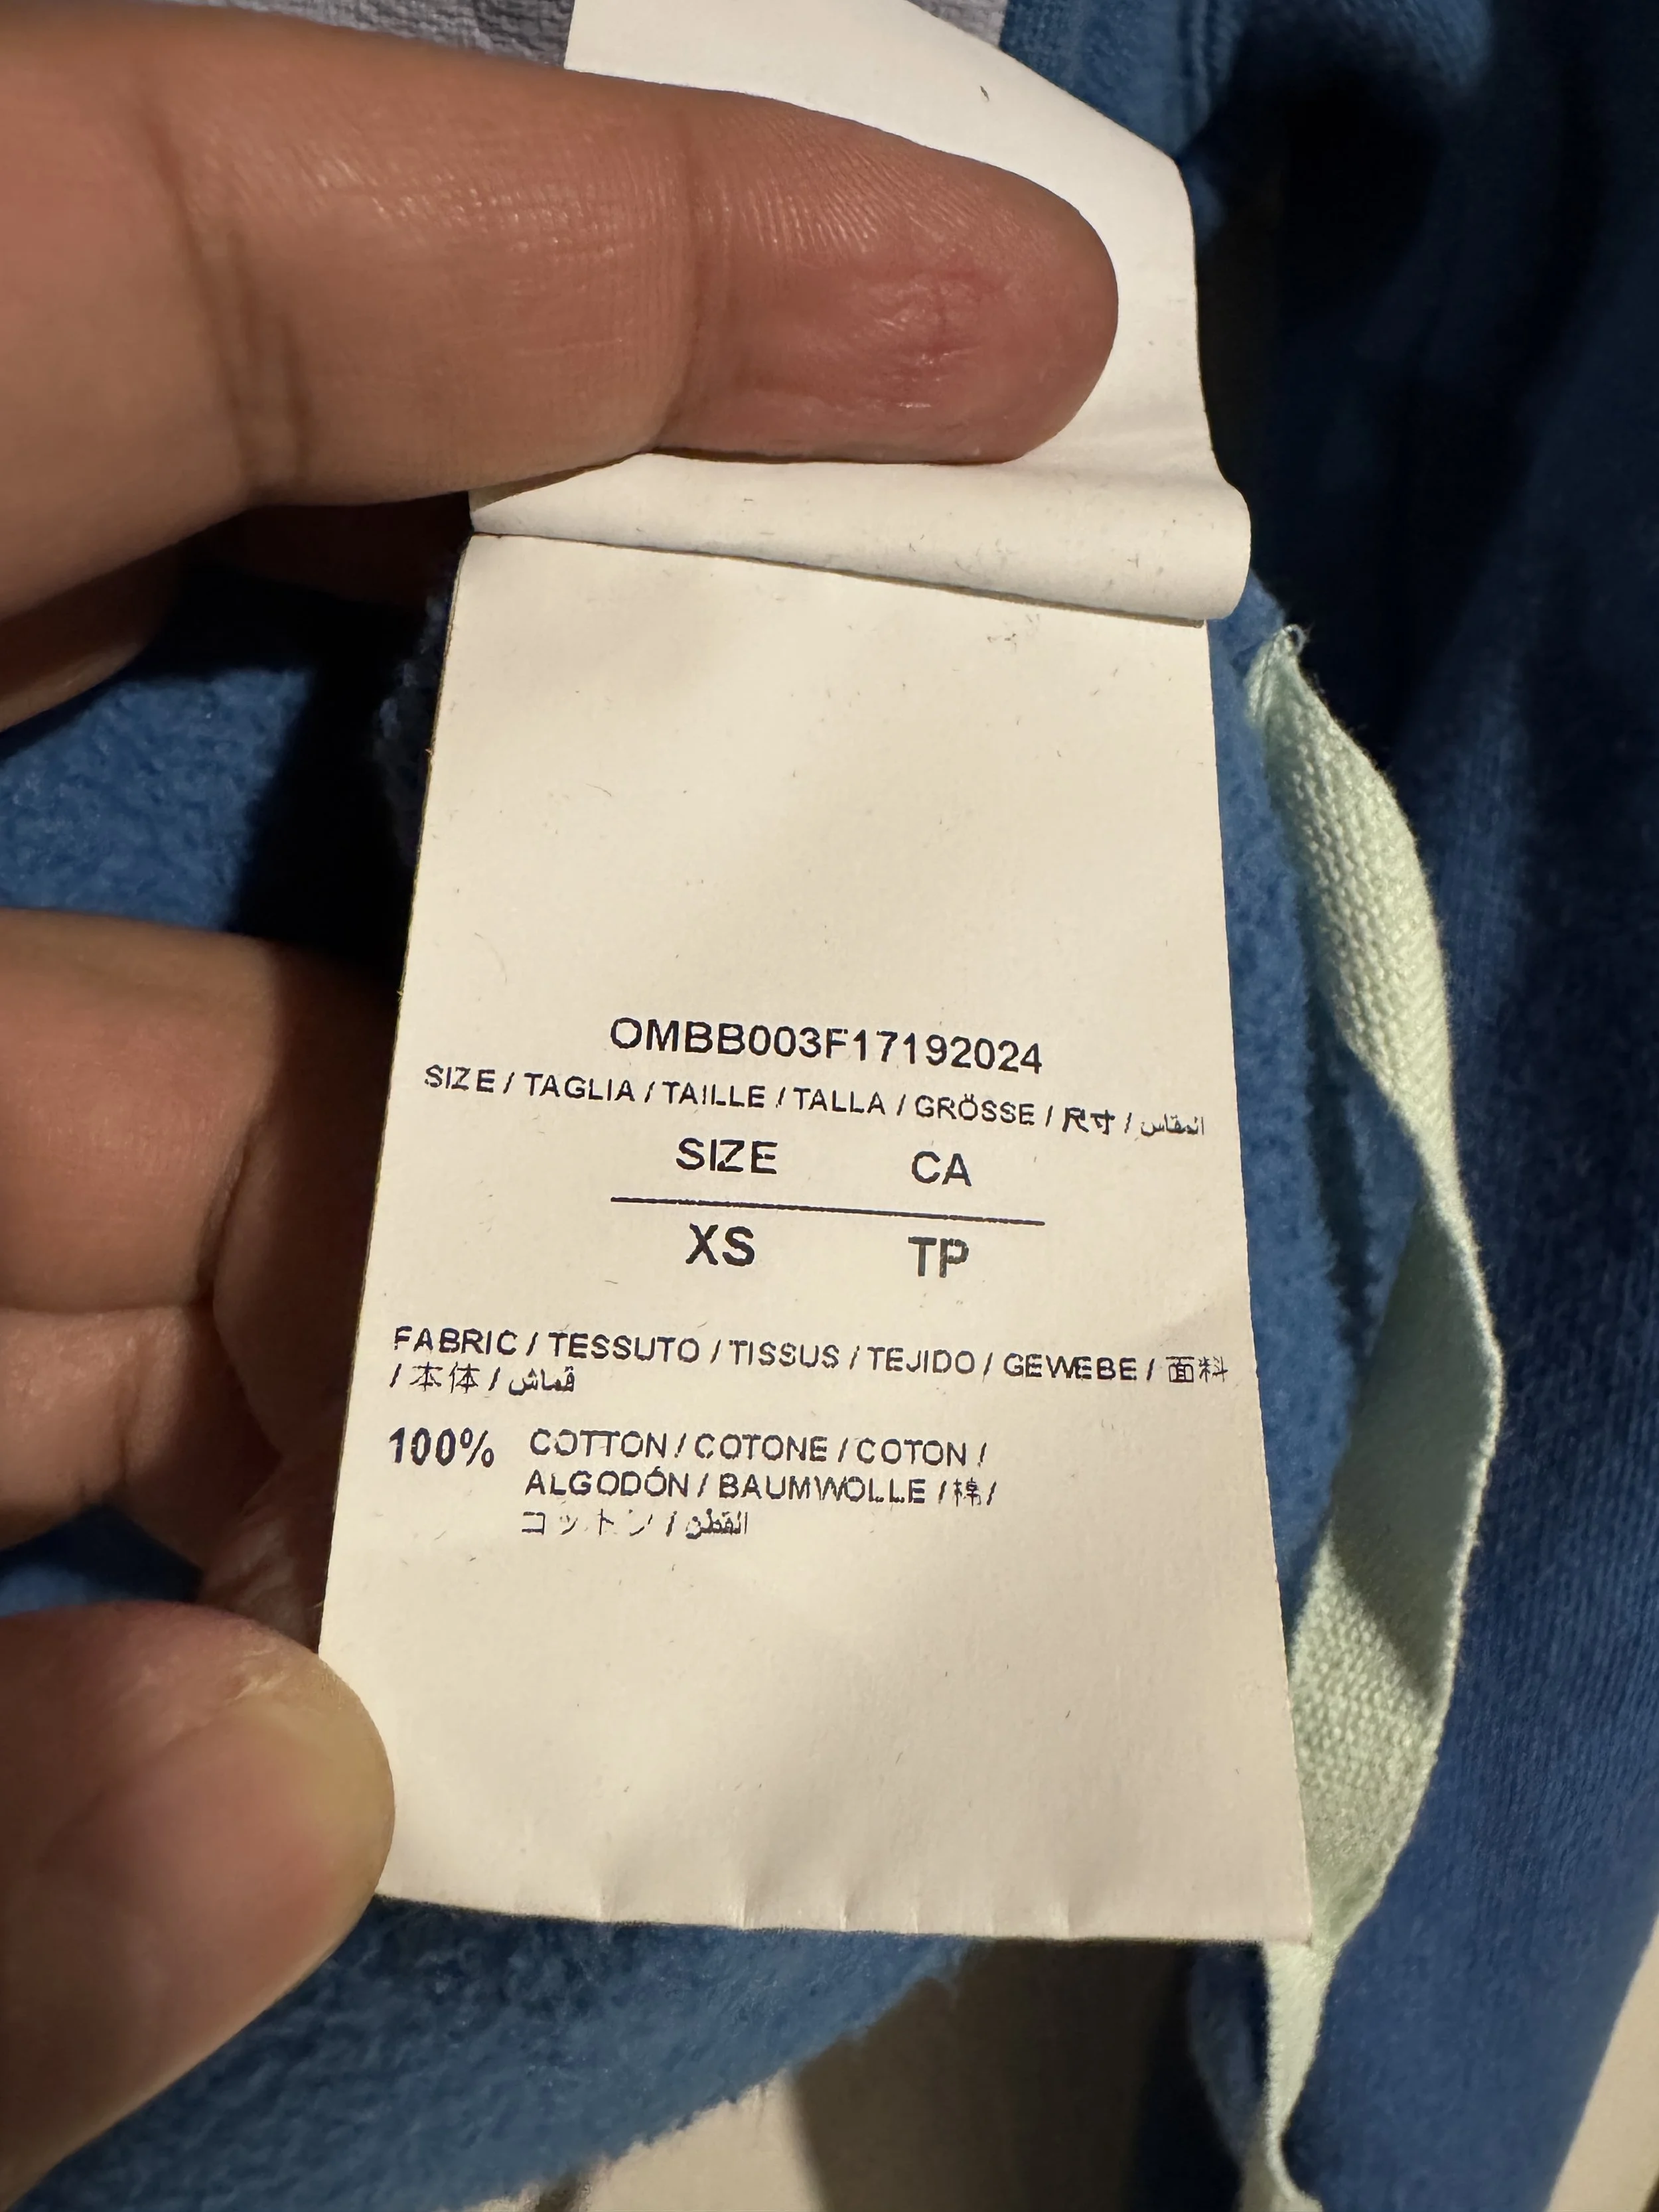 OMBB003F17192024
SIZE / TAGLIA / TAILLE / TALLA / GRÖSSE / 尺寸 / المقاس
SIZE CA
XS TP
FABRIC / TESSUTO / TISSUS / TEJIDO / GEWEBE / 面料
/ 本体 / قماش
100% COTTON / COTONE / COTON /
ALGODÓN / BAUMWOLLE / 棉 /
コットン / القطن